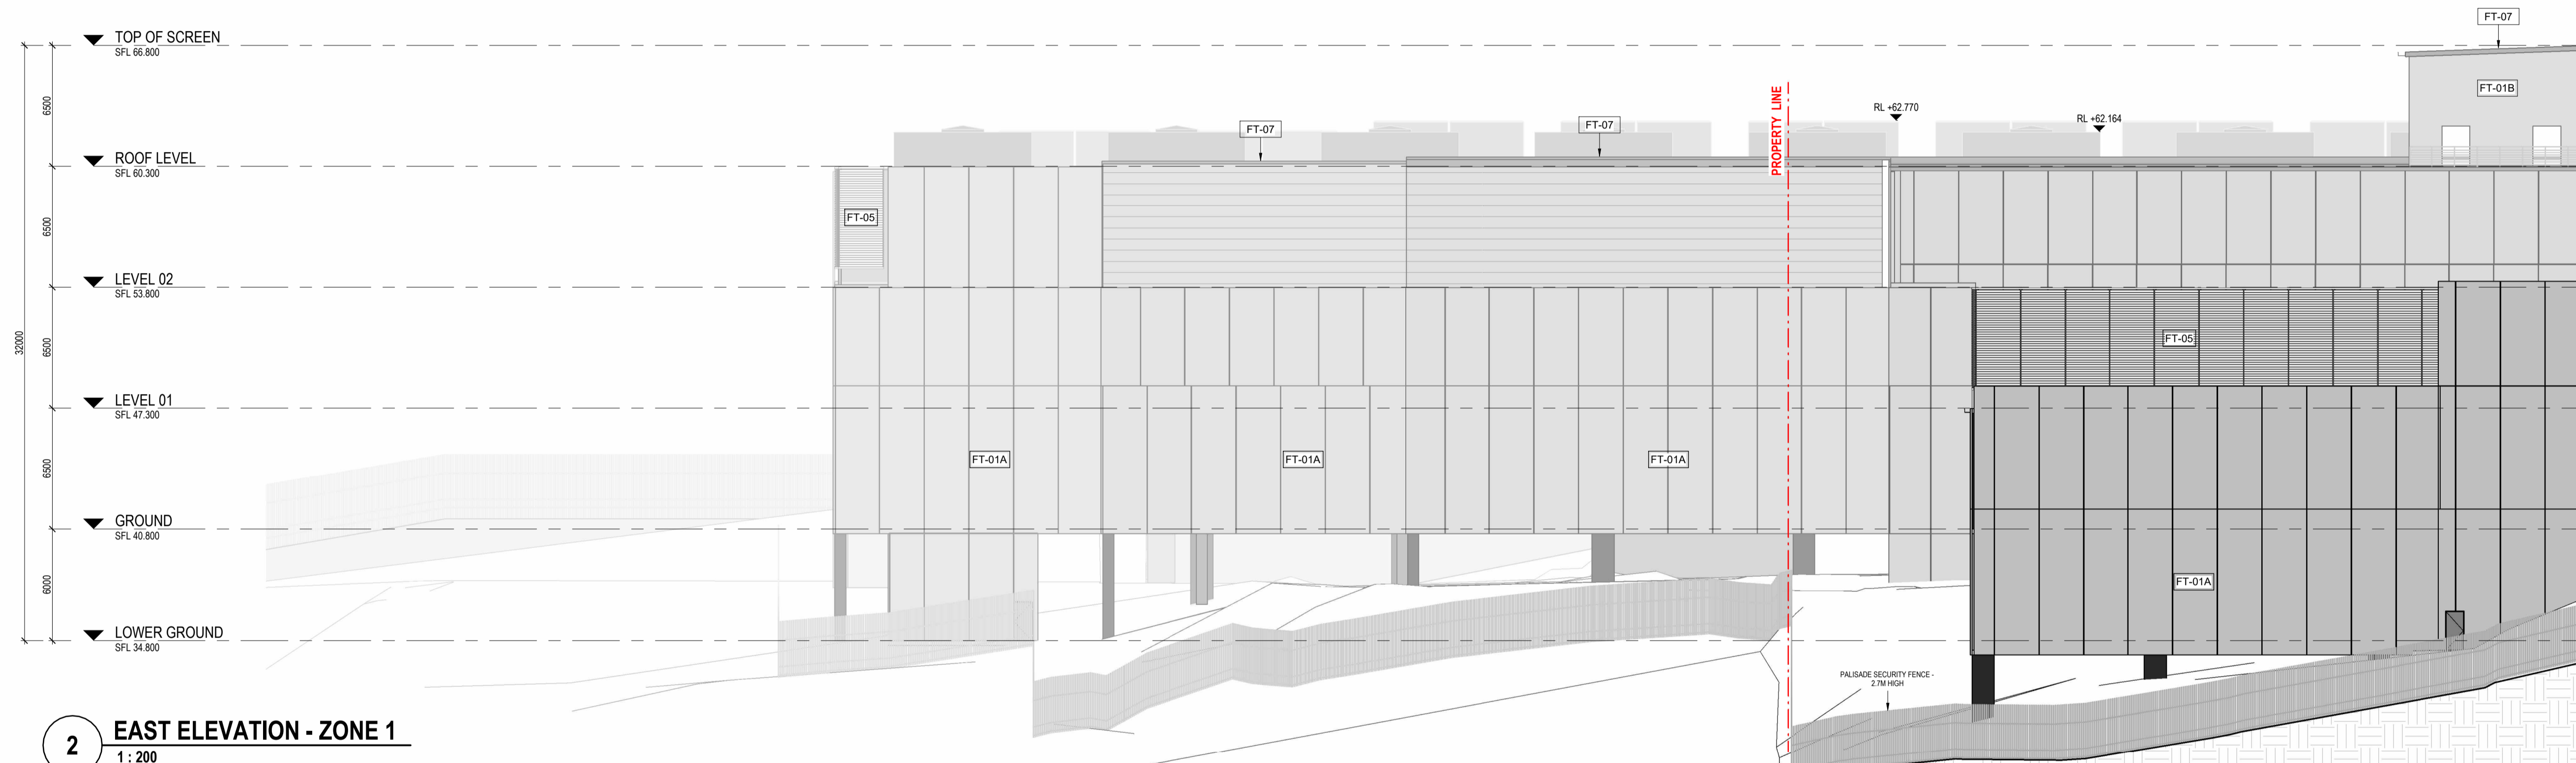 FT-07
TOP OF SCREEN
SFL 66.800
FT-01B
6500
PROPERTY LINE
RL +62.770
RL +62.164
FT-07
FT-07
ROOF LEVEL
SFL 60.300
6500
FT-05
LEVEL 02
SFL 53.800
32000
6500
FT-05
LEVEL 01
SFL 47.300
6500
FT-01A
FT-01A
FT-01A
GROUND
SFL 40.800
6000
FT-01A
LOWER GROUND
SFL 34.800
PALISADE SECURITY FENCE -
2.7M HIGH
2
EAST ELEVATION - ZONE 1
1 : 200